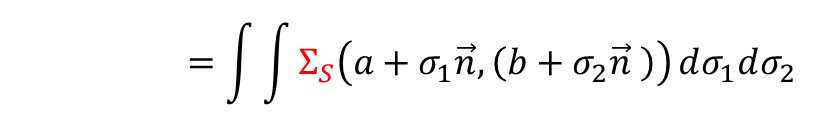 = ∫ ∫ Σ_S(a + σ₁n⃗, (b + σ₂n⃗ )) dσ₁dσ₂